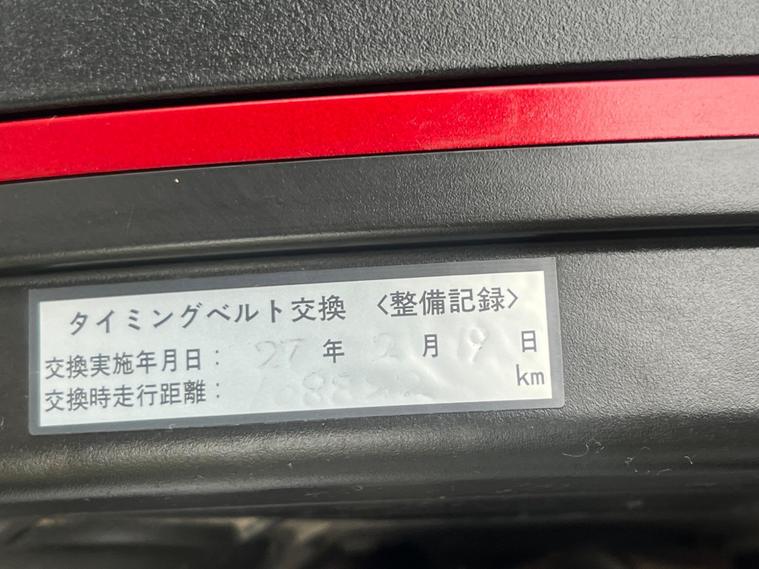 タイミングベルト交換 〈整備記録〉
交換実施年月日: 27 年 2 月 19 日
交換時走行距離: km